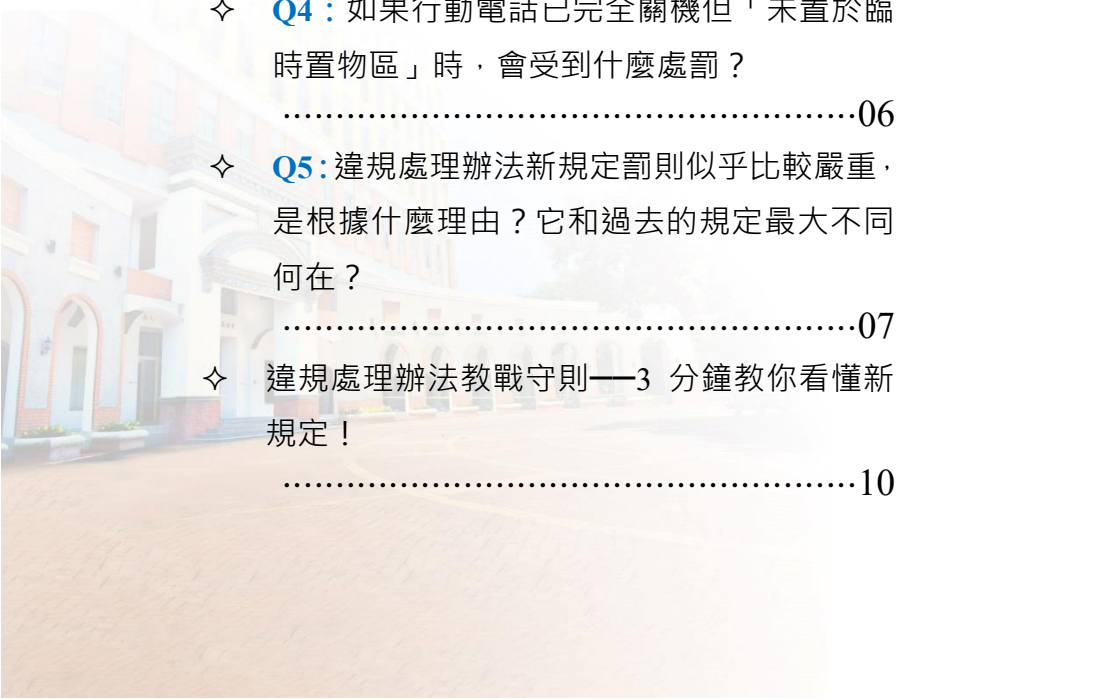 ✧ Q4：如果行動電話已完全關機但「未置於臨
時置物區」時，會受到什麼處罰？
……………………………………………06
✧ Q5：違規處理辦法新規定罰則似乎比較嚴重，
是根據什麼理由？它和過去的規定最大不同
何在？
……………………………………………07
✧ 違規處理辦法教戰守則──3 分鐘教你看懂新
規定！
……………………………………………10